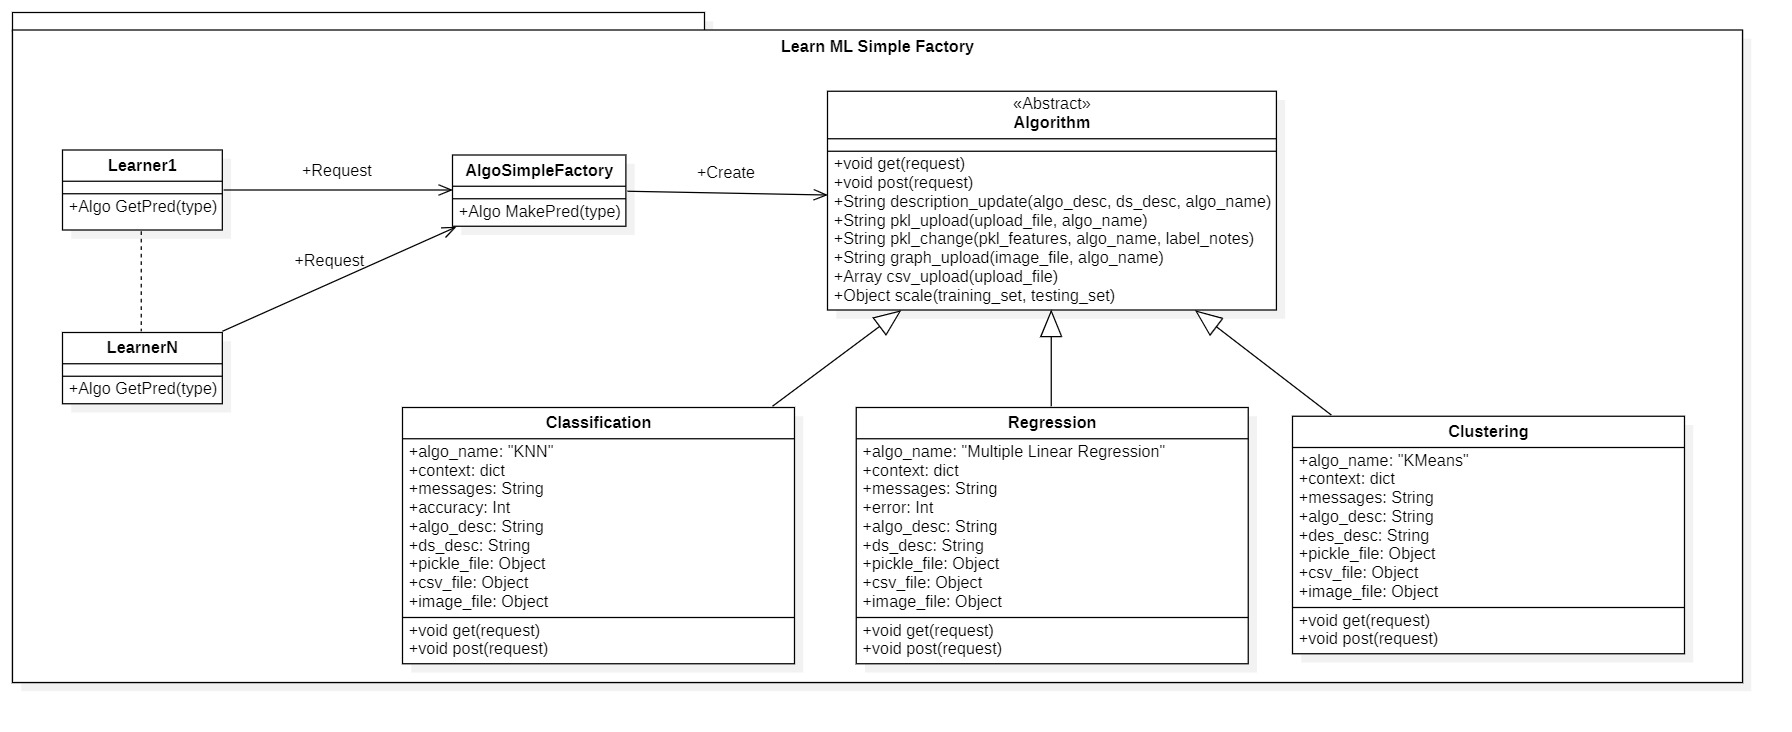 Learn ML Simple Factory
Learner1
+Algo GetPred(type)
+Request
AlgoSimpleFactory
+Algo MakePred(type)
+Create
«Abstract»
Algorithm
+void get(request)
+void post(request)
+String description_update(algo_desc, ds_desc, algo_name)
+String pkl_upload(upload_file, algo_name)
+String pkl_change(pkl_features, algo_name, label_notes)
+String graph_upload(image_file, algo_name)
+Array csv_upload(upload_file)
+Object scale(training_set, testing_set)
+Request
LearnerN
+Algo GetPred(type)
Classification
+algo_name: "KNN"
+context: dict
+messages: String
+accuracy: Int
+algo_desc: String
+ds_desc: String
+pickle_file: Object
+csv_file: Object
+image_file: Object
+void get(request)
+void post(request)
Regression
+algo_name: "Multiple Linear Regression"
+context: dict
+messages: String
+error: Int
+algo_desc: String
+ds_desc: String
+pickle_file: Object
+csv_file: Object
+image_file: Object
+void get(request)
+void post(request)
Clustering
+algo_name: "KMeans"
+context: dict
+messages: String
+algo_desc: String
+des_desc: String
+pickle_file: Object
+csv_file: Object
+image_file: Object
+void get(request)
+void post(request)